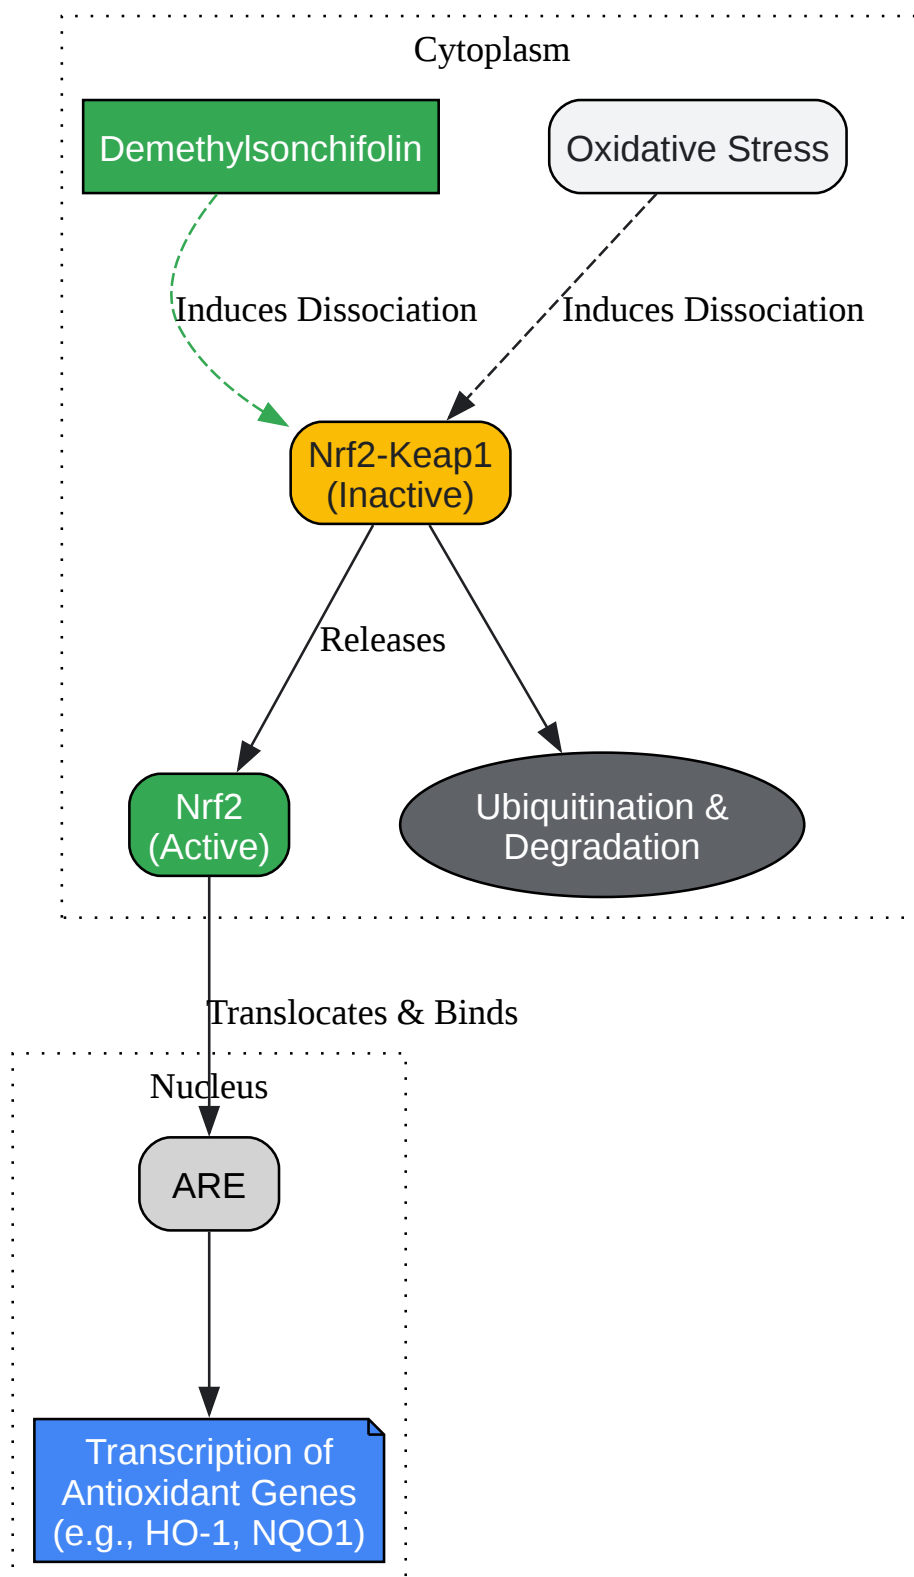 Cytoplasm
Demethylsonchifolin
Oxidative Stress
Induces Dissociation
Induces Dissociation
Nrf2-Keap1
(Inactive)
Releases
Nrf2
(Active)
Ubiquitination &
Degradation
Translocates & Binds
Nucleus
ARE
Transcription of
Antioxidant Genes
(e.g., HO-1, NQO1)